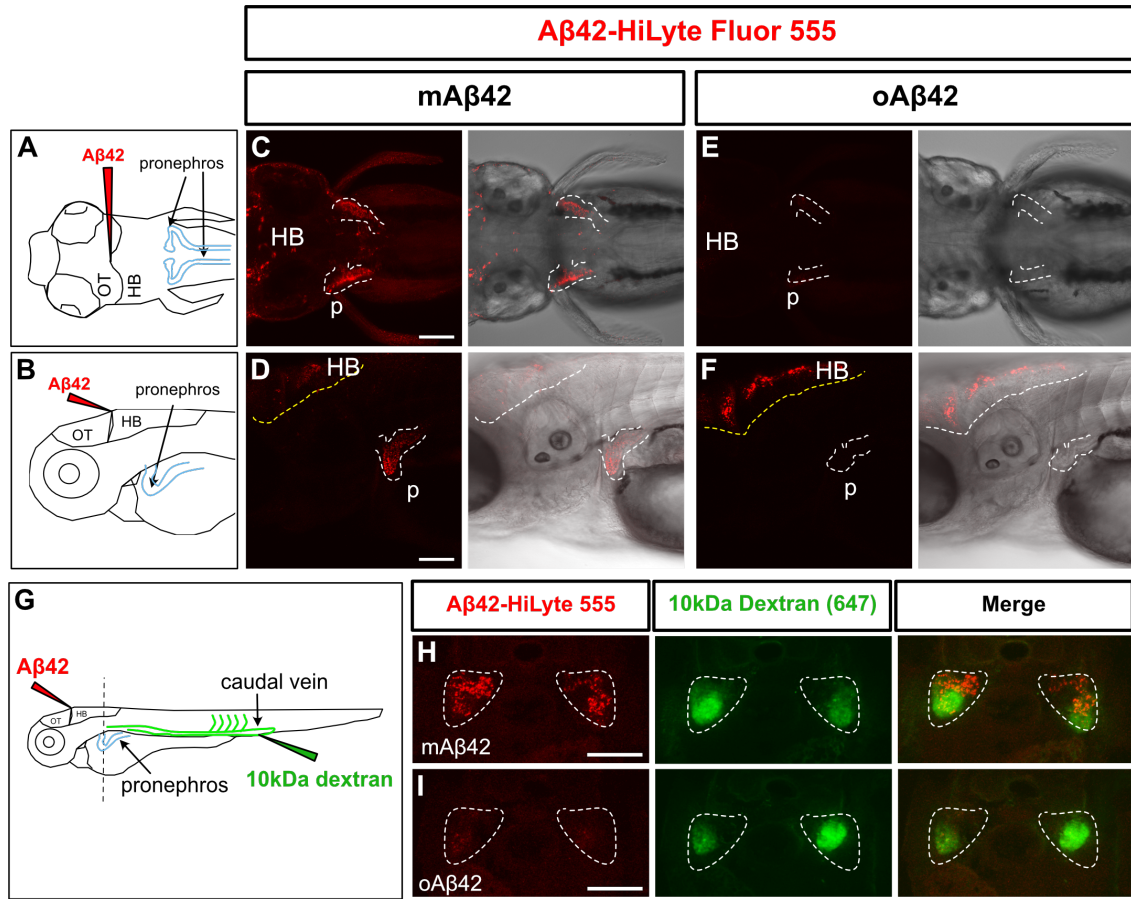 Aβ42-HiLyte Fluor 555
mAβ42
oAβ42
A
Aβ42
pronephros
OT
HB
C
HB
p
E
HB
p
B
Aβ42
pronephros
OT
HB
D
HB
p
F
HB
p
G
Aβ42
OT
HB
caudal vein
pronephros
10kDa dextran
Aβ42-HiLyte 555
10kDa Dextran (647)
Merge
H
mAβ42
I
oAβ42